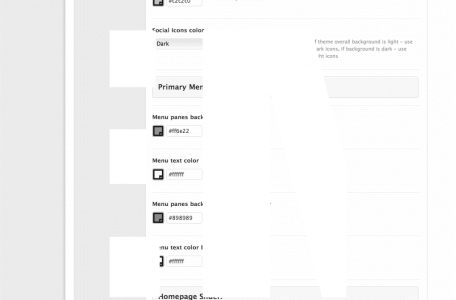 #c2c2c0
Social Icons color
Dark
f theme overall background is light - use
ark icons, if background is dark - use
ht icons
Primary Men
Menu panes back
#ff6e22
Menu text color
#ffffff
Menu panes back
#898989
enu text color
#ffffff
Homepage